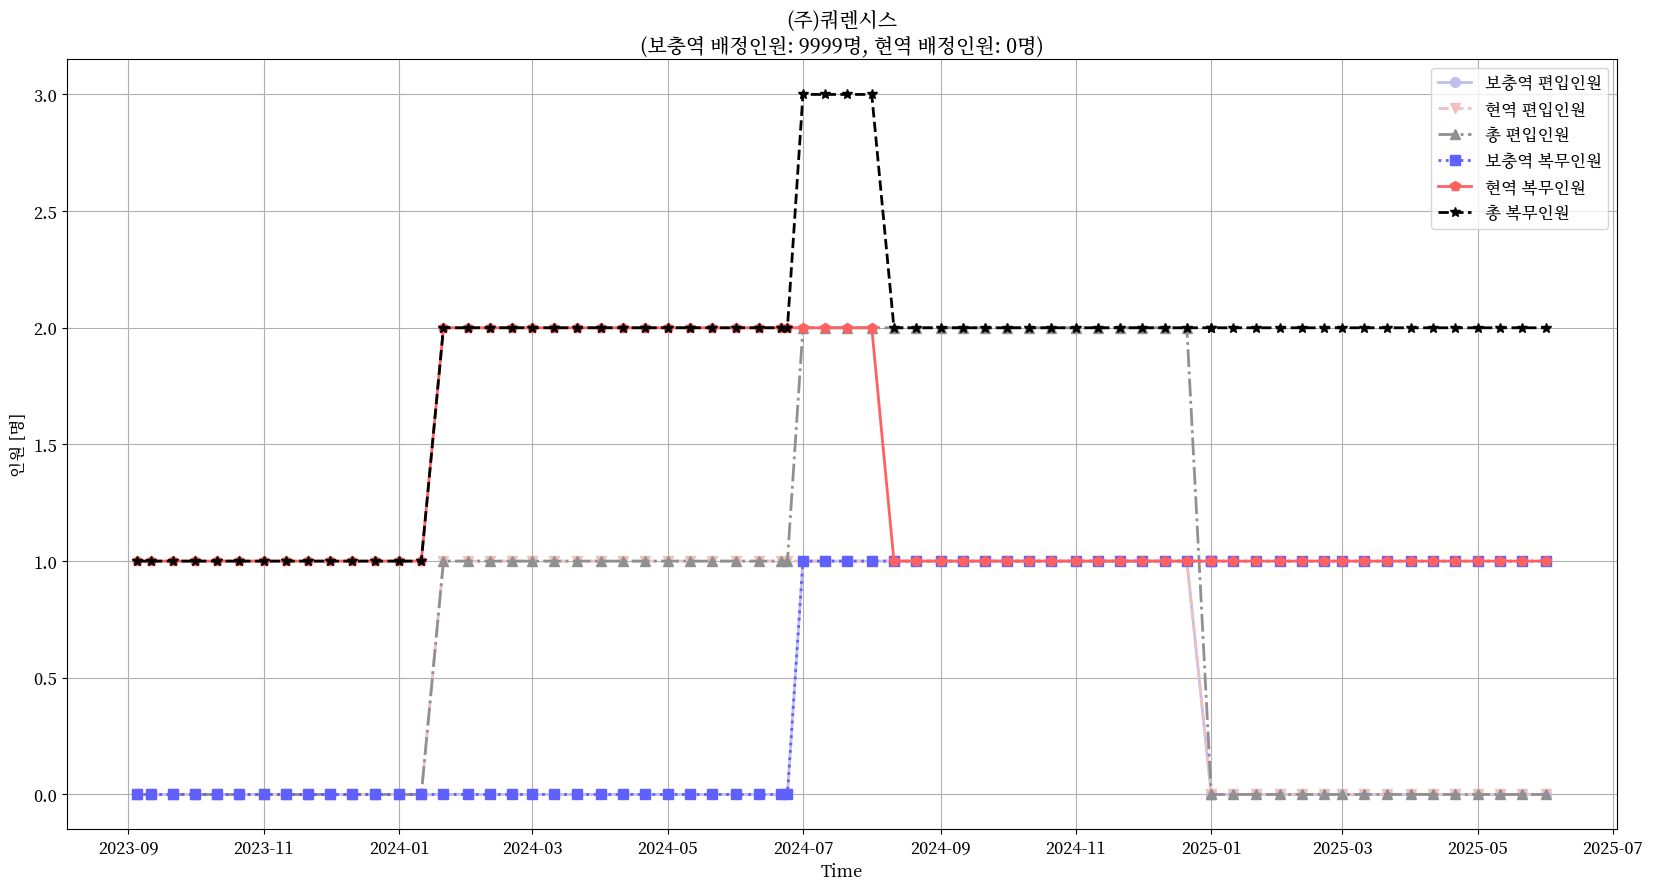 (주)쿼렌시스
(보충역 배정인원: 9999명, 현역 배정인원: 0명)
보충역 편입인원
현역 편입인원
총 편입인원
보충역 복무인원
현역 복무인원
총 복무인원
인원 [명]
3.0
2.5
2.0
1.5
1.0
0.5
0.0
2023-09 2023-11 2024-01 2024-03 2024-05 2024-07 2024-09 2024-11 2025-01 2025-03 2025-05 2025-07
Time